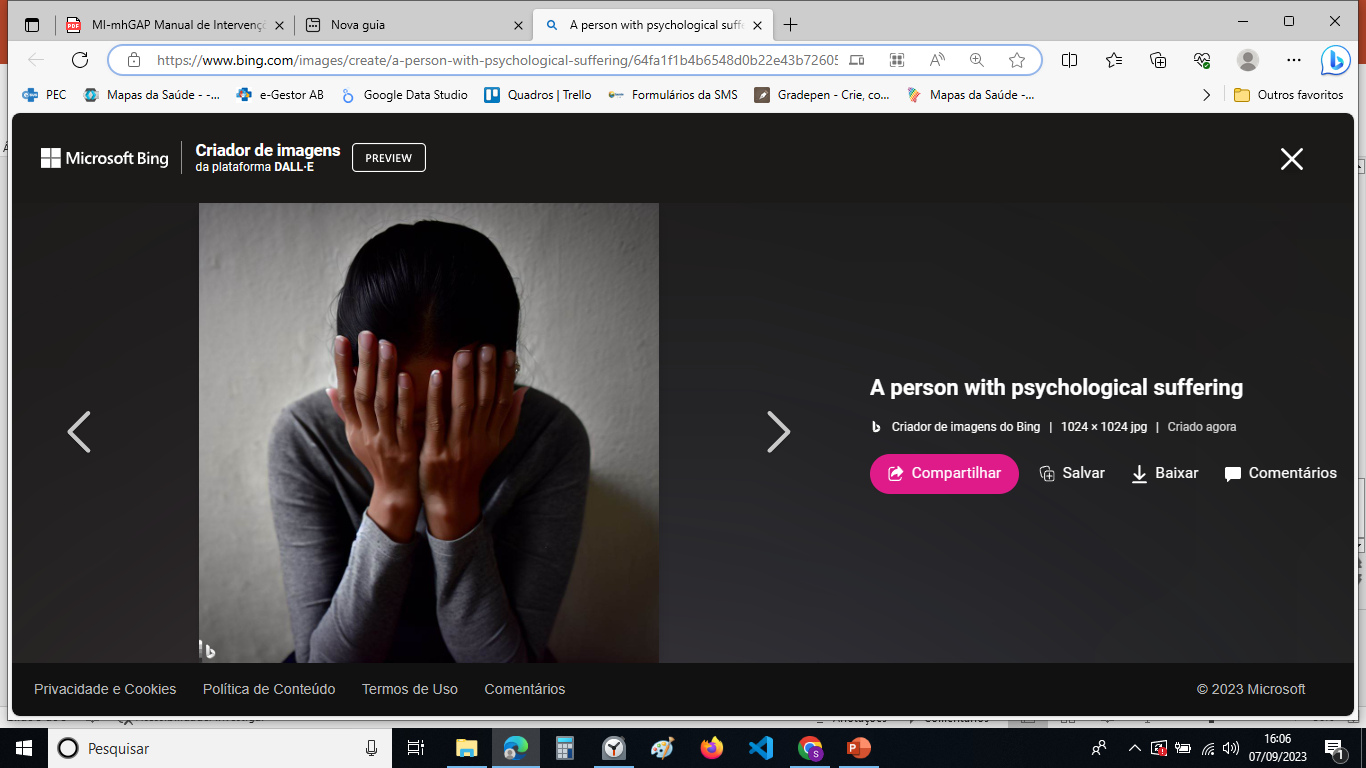 MI-mhGAP Manual de Intervenç
Nova guia
A person with psychological suff
https://www.bing.com/images/create/a-person-with-psychological-suffering/64fa1f1b4b6548d0b22e43b72605
PEC
Mapas da Saúde - -...
e-Gestor AB
Google Data Studio
Quadros | Trello
Formulários da SMS
Gradepen - Crie, co...
Mapas da Saúde -...
Outros favoritos
Microsoft Bing
Criador de imagens
da plataforma DALL·E
PREVIEW
A person with psychological suffering
Criador de imagens do Bing | 1024 × 1024 jpg | Criado agora
Compartilhar
Salvar
Baixar
Comentários
Privacidade e Cookies
Política de Conteúdo
Termos de Uso
Comentários
© 2023 Microsoft
Pesquisar
16:06
07/09/2023
1